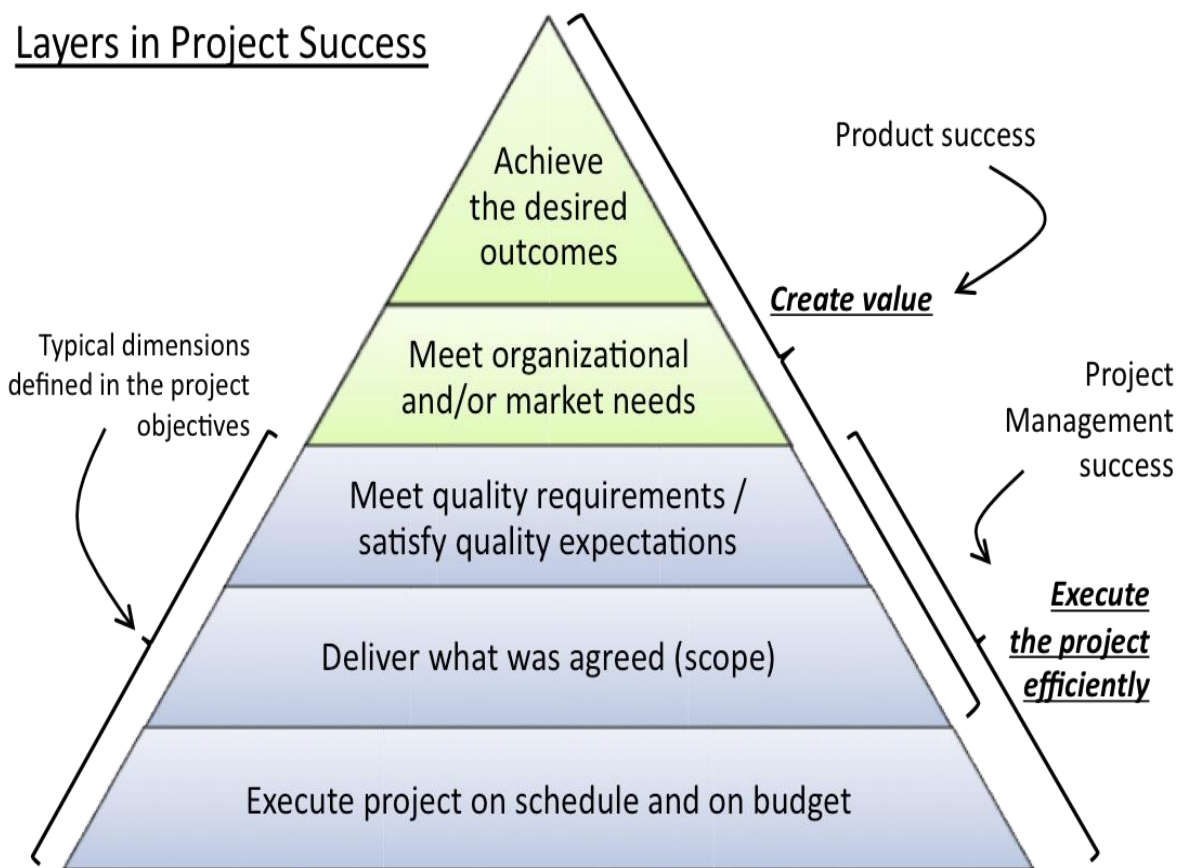 Layers in Project Success
Achieve
the desired
outcomes
Meet organizational
and/or market needs
Meet quality requirements /
satisfy quality expectations
Deliver what was agreed (scope)
Execute project on schedule and on budget
Typical dimensions
defined in the project
objectives
Product success
Create value
Project
Management
success
Execute
the project
efficiently